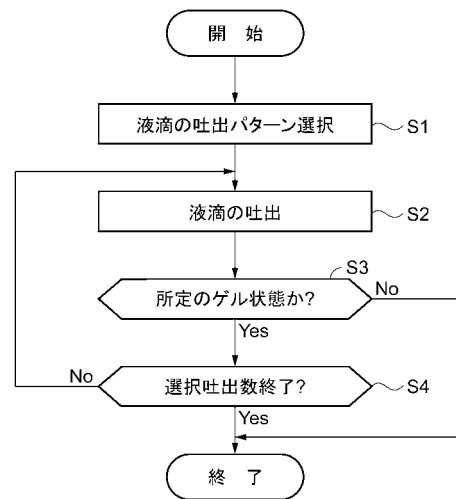 開 始
液滴の吐出パターン選択
S1
液滴の吐出
S2
S3
所定のゲル状態か?
No
Yes
No
選択吐出数終了?
S4
Yes
終 了